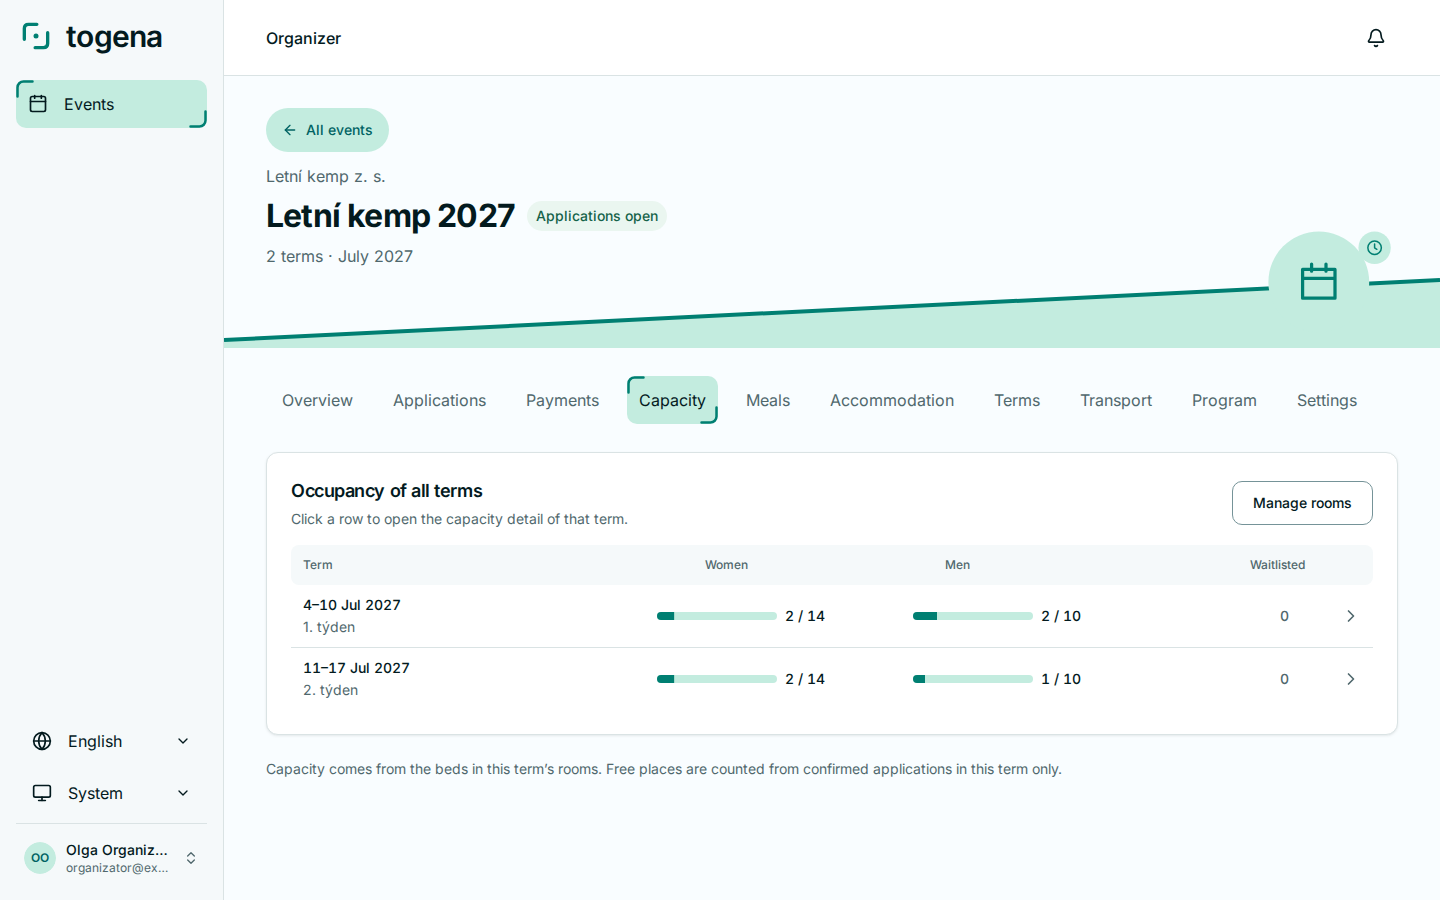 togena
Organizer
Events
All events
Letní kemp z. s.
Letní kemp 2027
Applications open
2 terms · July 2027
Overview
Applications
Payments
Capacity
Meals
Accommodation
Terms
Transport
Program
Settings
Occupancy of all terms
Click a row to open the capacity detail of that term.
Manage rooms
Term Women Men Waitlisted
4–10 Jul 2027
1. týden
2 / 14 2 / 10 0
11–17 Jul 2027
2. týden
2 / 14 1 / 10 0
Capacity comes from the beds in this term’s rooms. Free places are counted from confirmed applications in this term only.
English
System
OO
Olga Organiz...
organizator@ex...